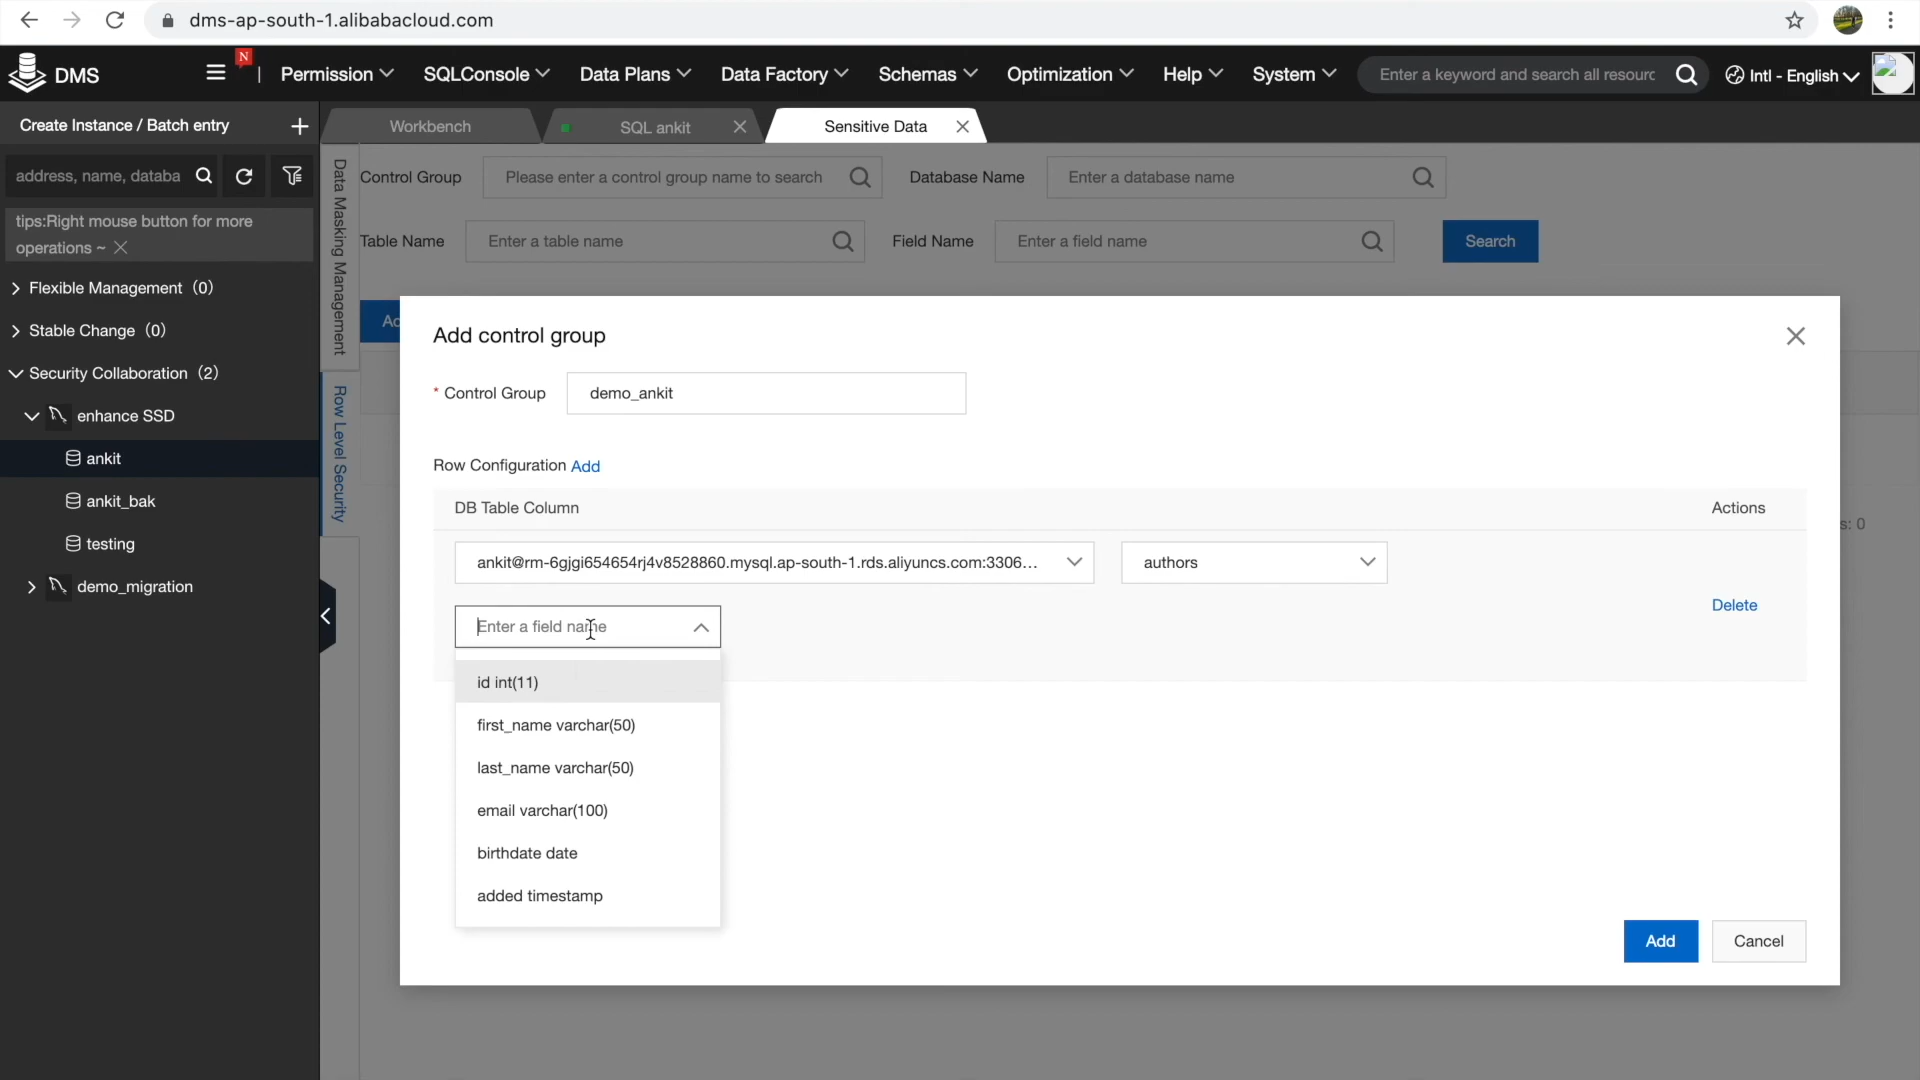 dms-ap-south-1.alibabacloud.com
DMS
N
Permission
SQLConsole
Data Plans
Data Factory
Schemas
Optimization
Help
System
Enter a keyword and search all resourc
Intl - English
Create Instance / Batch entry
Workbench
SQL ankit
Sensitive Data
address, name, databa
tips:Right mouse button for more
operations ~
Flexible Management (0)
Stable Change (0)
Security Collaboration (2)
enhance SSD
ankit
ankit_bak
testing
demo_migration
Data Masking Management
Row Level Security
Control Group
Please enter a control group name to search
Database Name
Enter a database name
Table Name
Enter a table name
Field Name
Enter a field name
Search
Ad
s: 0
Add control group
* Control Group
demo_ankit
Row Configuration Add
DB Table Column
Actions
ankit@rm-6gjgi654654rj4v8528860.mysql.ap-south-1.rds.aliyuncs.com:3306...
authors
Delete
Enter a field name
id int(11)
first_name varchar(50)
last_name varchar(50)
email varchar(100)
birthdate date
added timestamp
Add
Cancel